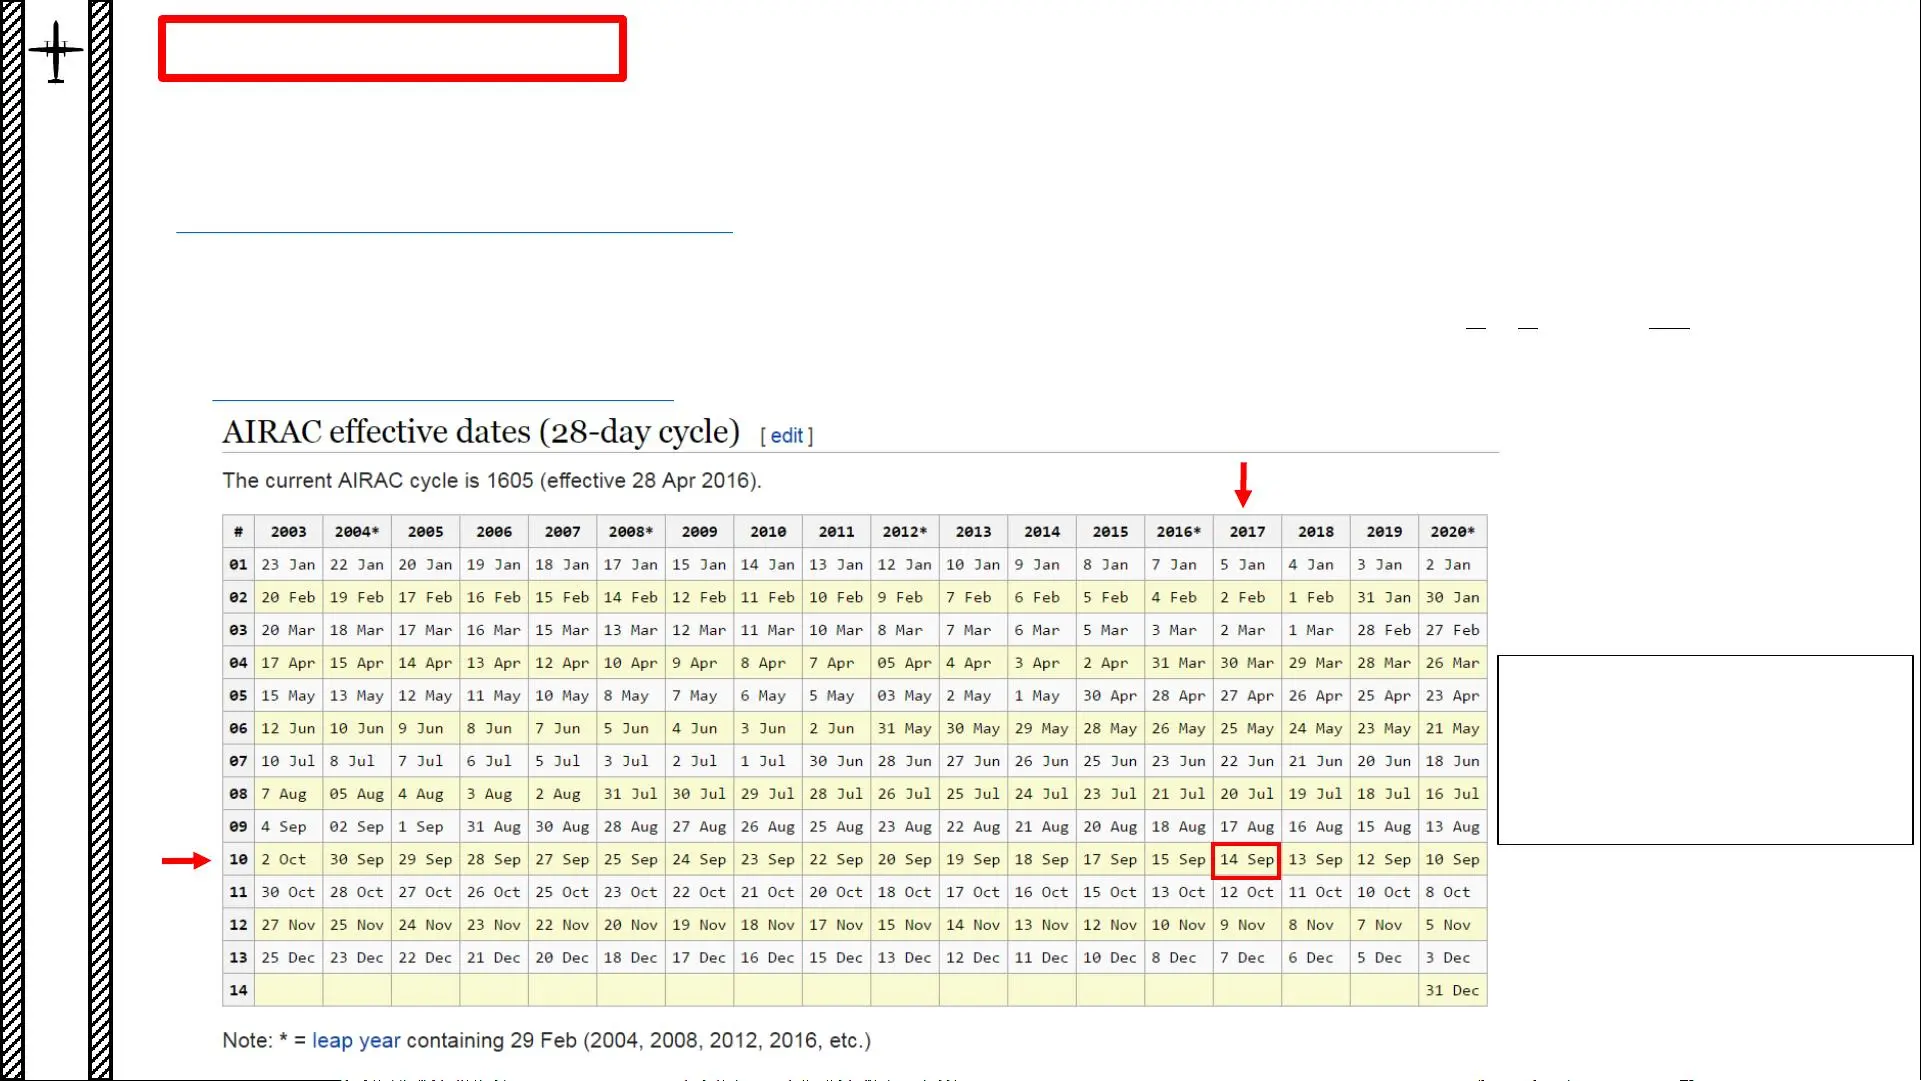 AIRAC effective dates (28-day cycle) [ edit ]
The current AIRAC cycle is 1605 (effective 28 Apr 2016).
# 2003 2004* 2005 2006 2007 2008* 2009 2010 2011 2012* 2013 2014 2015 2016* 2017 2018 2019 2020*
01 23 Jan 22 Jan 20 Jan 19 Jan 18 Jan 17 Jan 15 Jan 14 Jan 13 Jan 12 Jan 10 Jan 9 Jan 8 Jan 7 Jan 5 Jan 4 Jan 3 Jan 2 Jan
02 20 Feb 19 Feb 17 Feb 16 Feb 15 Feb 14 Feb 12 Feb 11 Feb 10 Feb 9 Feb 7 Feb 6 Feb 5 Feb 4 Feb 2 Feb 1 Feb 31 Jan 30 Jan
03 20 Mar 18 Mar 17 Mar 16 Mar 15 Mar 13 Mar 12 Mar 11 Mar 10 Mar 8 Mar 7 Mar 6 Mar 5 Mar 3 Mar 2 Mar 1 Mar 28 Feb 27 Feb
04 17 Apr 15 Apr 14 Apr 13 Apr 12 Apr 10 Apr 9 Apr 8 Apr 7 Apr 05 Apr 4 Apr 3 Apr 2 Apr 31 Mar 30 Mar 29 Mar 28 Mar 26 Mar
05 15 May 13 May 12 May 11 May 10 May 8 May 7 May 6 May 5 May 03 May 2 May 1 May 30 Apr 28 Apr 27 Apr 26 Apr 25 Apr 23 Apr
06 12 Jun 10 Jun 9 Jun 8 Jun 7 Jun 5 Jun 4 Jun 3 Jun 2 Jun 31 May 30 May 29 May 28 May 26 May 25 May 24 May 23 May 21 May
07 10 Jul 8 Jul 7 Jul 6 Jul 5 Jul 3 Jul 2 Jul 1 Jul 30 Jun 28 Jun 27 Jun 26 Jun 25 Jun 23 Jun 22 Jun 21 Jun 20 Jun 18 Jun
08 7 Aug 05 Aug 4 Aug 3 Aug 2 Aug 31 Jul 30 Jul 29 Jul 28 Jul 26 Jul 25 Jul 24 Jul 23 Jul 21 Jul 20 Jul 19 Jul 18 Jul 16 Jul
09 4 Sep 02 Sep 1 Sep 31 Aug 30 Aug 28 Aug 27 Aug 26 Aug 25 Aug 23 Aug 22 Aug 21 Aug 20 Aug 18 Aug 17 Aug 16 Aug 15 Aug 13 Aug
10 2 Oct 30 Sep 29 Sep 28 Sep 27 Sep 25 Sep 24 Sep 23 Sep 22 Sep 20 Sep 19 Sep 18 Sep 17 Sep 15 Sep 14 Sep 13 Sep 12 Sep 10 Sep
11 30 Oct 28 Oct 27 Oct 26 Oct 25 Oct 23 Oct 22 Oct 21 Oct 20 Oct 18 Oct 17 Oct 16 Oct 15 Oct 13 Oct 12 Oct 11 Oct 10 Oct 8 Oct
12 27 Nov 25 Nov 24 Nov 23 Nov 22 Nov 20 Nov 19 Nov 18 Nov 17 Nov 15 Nov 14 Nov 13 Nov 12 Nov 10 Nov 9 Nov 8 Nov 7 Nov 5 Nov
13 25 Dec 23 Dec 22 Dec 21 Dec 20 Dec 18 Dec 17 Dec 16 Dec 15 Dec 13 Dec 12 Dec 11 Dec 10 Dec 8 Dec 7 Dec 6 Dec 5 Dec 3 Dec
14 31 Dec
Note: * = leap year containing 29 Feb (2004, 2008, 2012, 2016, etc.)